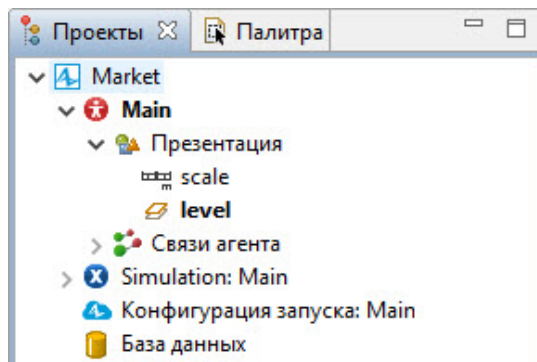 Проекты Палитра
Market
Main
Презентация
scale
level
Связи агента
Simulation: Main
Конфигурация запуска: Main
База данных